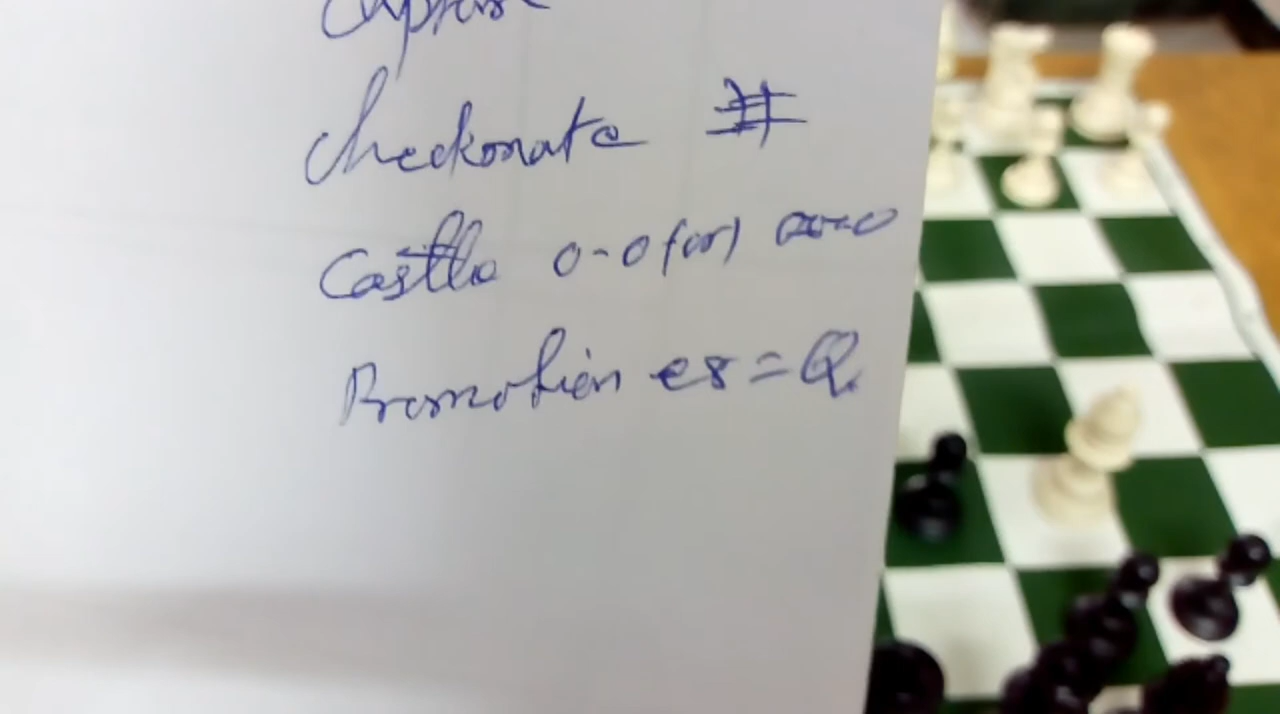 Checkmate #
Castle 0-0 (or) 0-0-0
Promotion e8=Q